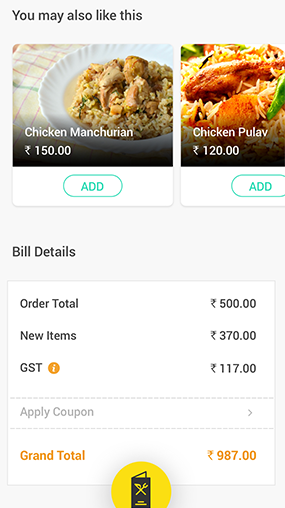 You may also like this
Chicken Manchurian
₹ 150.00
ADD
Chicken Pulav
₹ 120.00
ADD
Bill Details
Order Total ₹ 500.00
New Items ₹ 370.00
GST i ₹ 117.00
Apply Coupon >
Grand Total ₹ 987.00